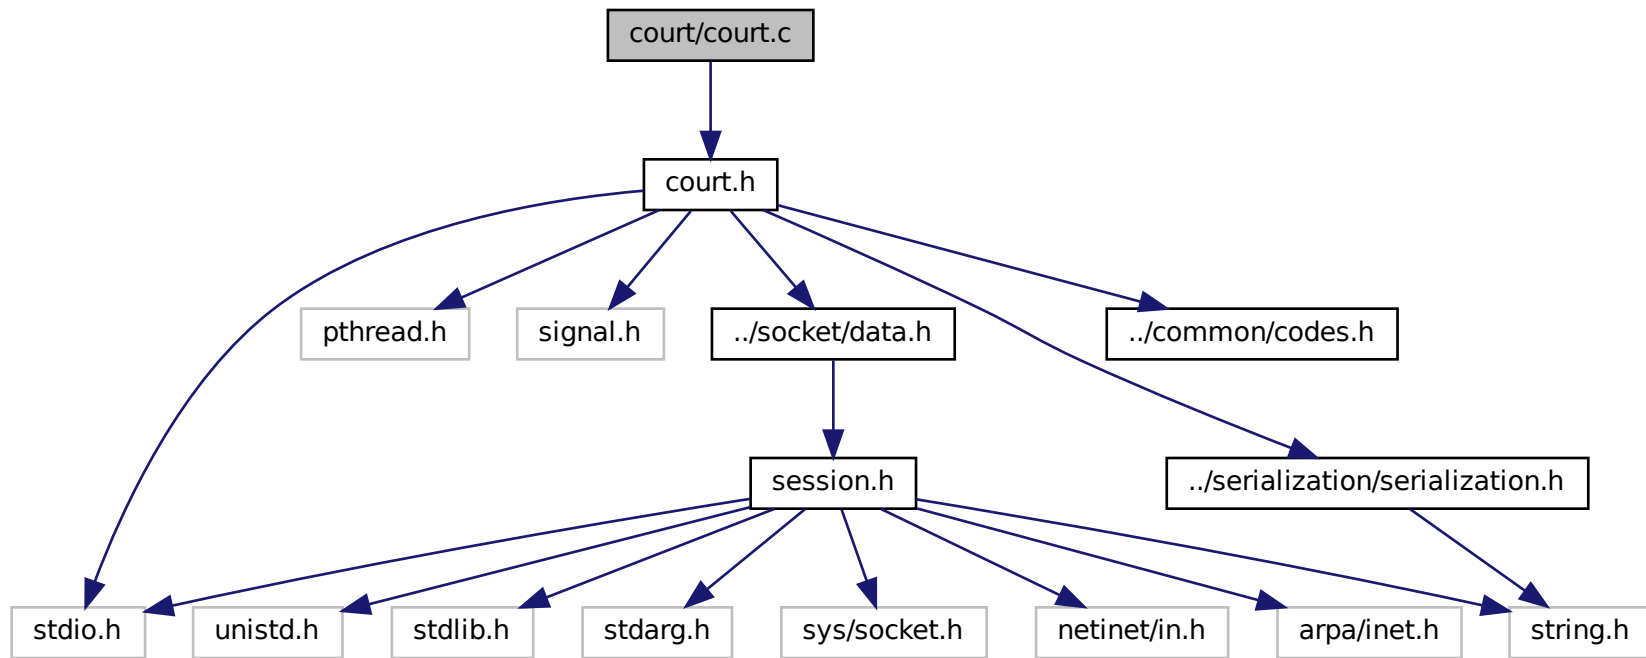 court/court.c
court.h
pthread.h
signal.h
../socket/data.h
../common/codes.h
session.h
../serialization/serialization.h
stdio.h
unistd.h
stdlib.h
stdarg.h
sys/socket.h
netinet/in.h
arpa/inet.h
string.h